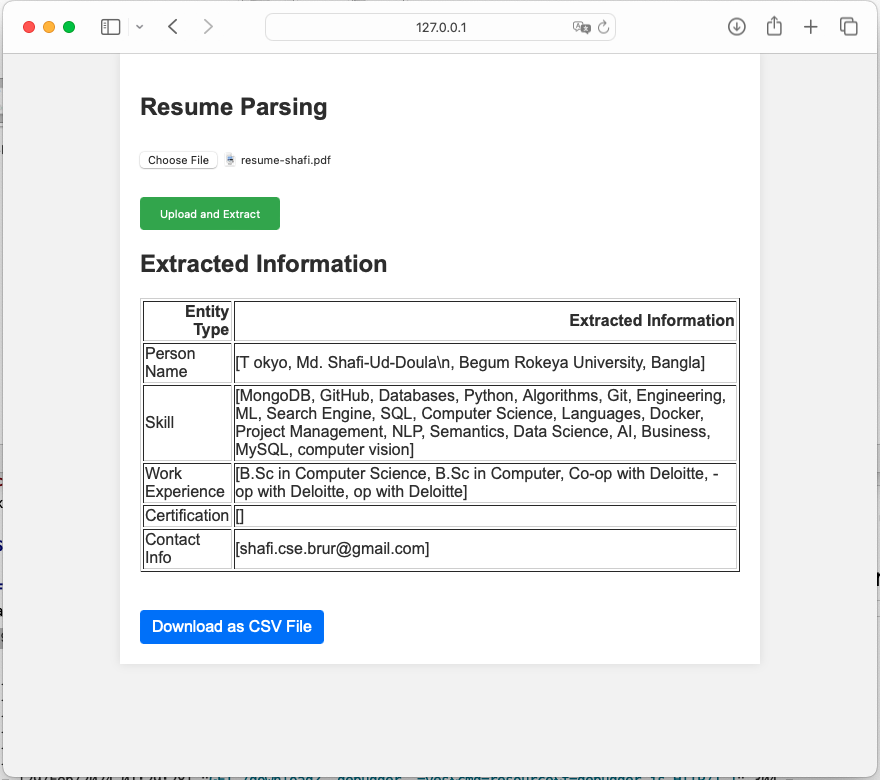 127.0.0.1
Resume Parsing
Choose File resume-shafi.pdf
Upload and Extract
Extracted Information
Entity
Type
Extracted Information
Person
Name
[T okyo, Md. Shafi-Ud-Doula\n, Begum Rokeya University, Bangla]
Skill
[MongoDB, GitHub, Databases, Python, Algorithms, Git, Engineering,
ML, Search Engine, SQL, Computer Science, Languages, Docker,
Project Management, NLP, Semantics, Data Science, AI, Business,
MySQL, computer vision]
Work
Experience
[B.Sc in Computer Science, B.Sc in Computer, Co-op with Deloitte, -
op with Deloitte, op with Deloitte]
Certification
[]
Contact
Info
[shafi.cse.brur@gmail.com]
Download as CSV File